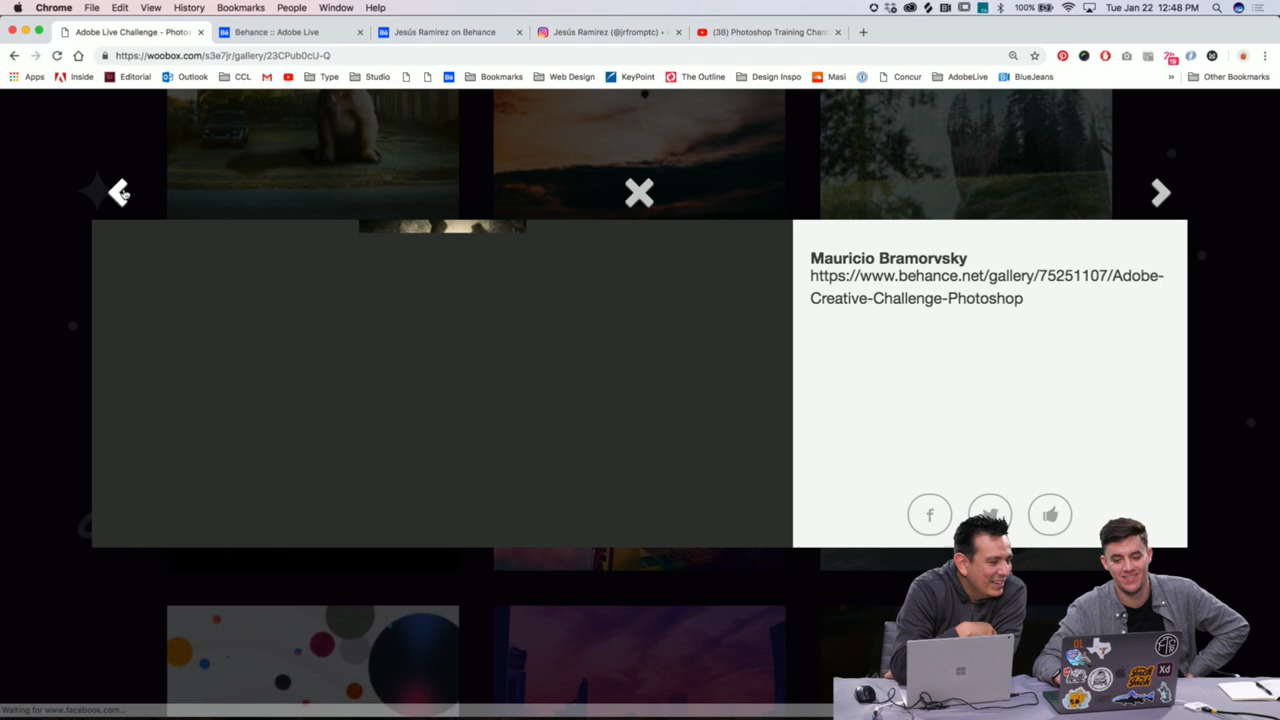 Chrome File Edit View History Bookmarks People Window Help 100% Tue Jan 22 12:48 PM
Adobe Live Challenge - Photos Behance :: Adobe Live Jesús Ramirez on Behance Jesús Ramirez (@jrfromptc) • (38) Photoshop Training Chan
https://woobox.com/s3e7jr/gallery/23CPub0cU-Q
Apps Inside Editorial Outlook CCL Type Studio Bookmarks Web Design KeyPoint The Outline Design Inspo Masi Concur AdobeLive BlueJeans » Other Bookmarks
Mauricio Bramorvsky
https://www.behance.net/gallery/75251107/Adobe-
Creative-Challenge-Photoshop
f
Xd
Waiting for www.facebook.com...